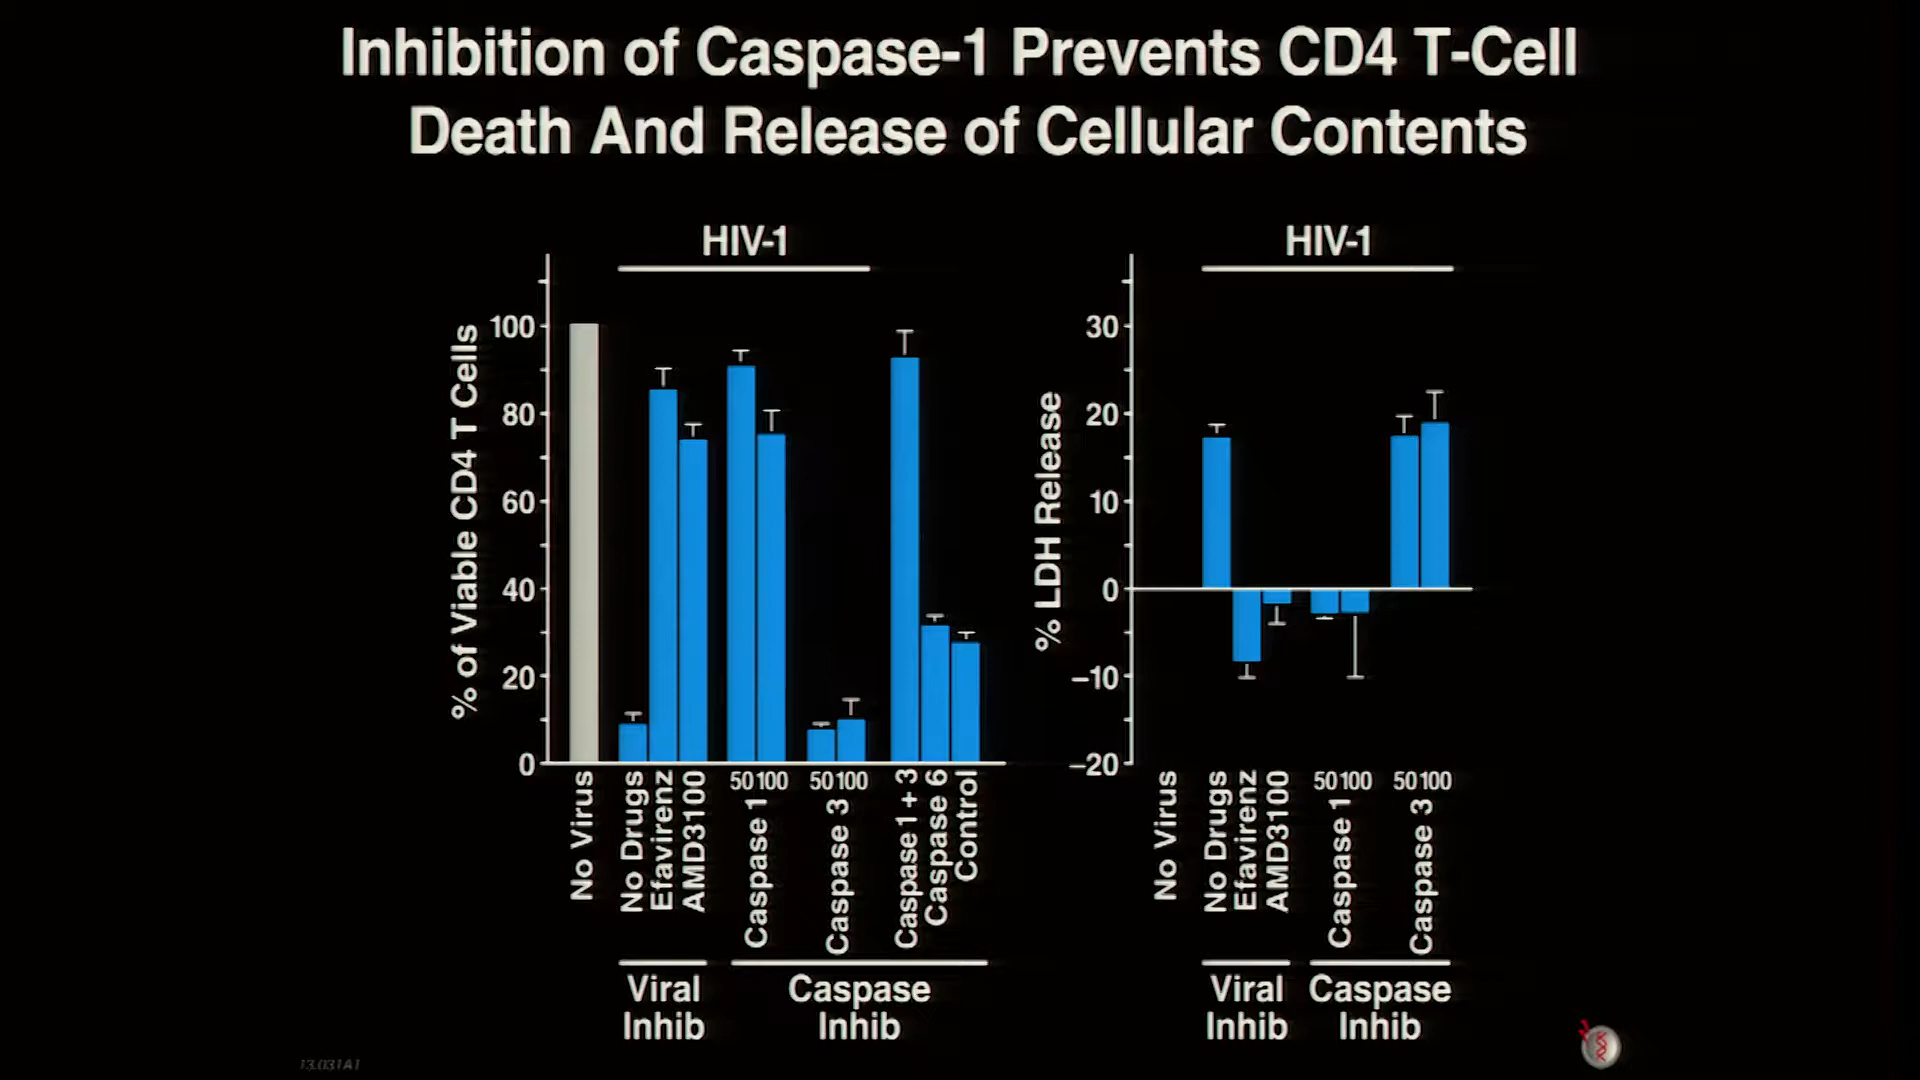 Inhibition of Caspase-1 Prevents CD4 T-Cell
Death And Release of Cellular Contents
HIV-1
% of Viable CD4 T Cells
100
80
60
40
20
0
No Virus
No Drugs
Efavirenz
AMD3100
50 100
Caspase 1
50 100
Caspase 3
Caspase 1 + 3
Caspase 6
Control
Viral
Inhib
Caspase
Inhib
HIV-1
% LDH Release
30
20
10
0
–10
–20
No Virus
No Drugs
Efavirenz
AMD3100
50 100
Caspase 1
50 100
Caspase 3
Viral
Inhib
Caspase
Inhib
13.031A1